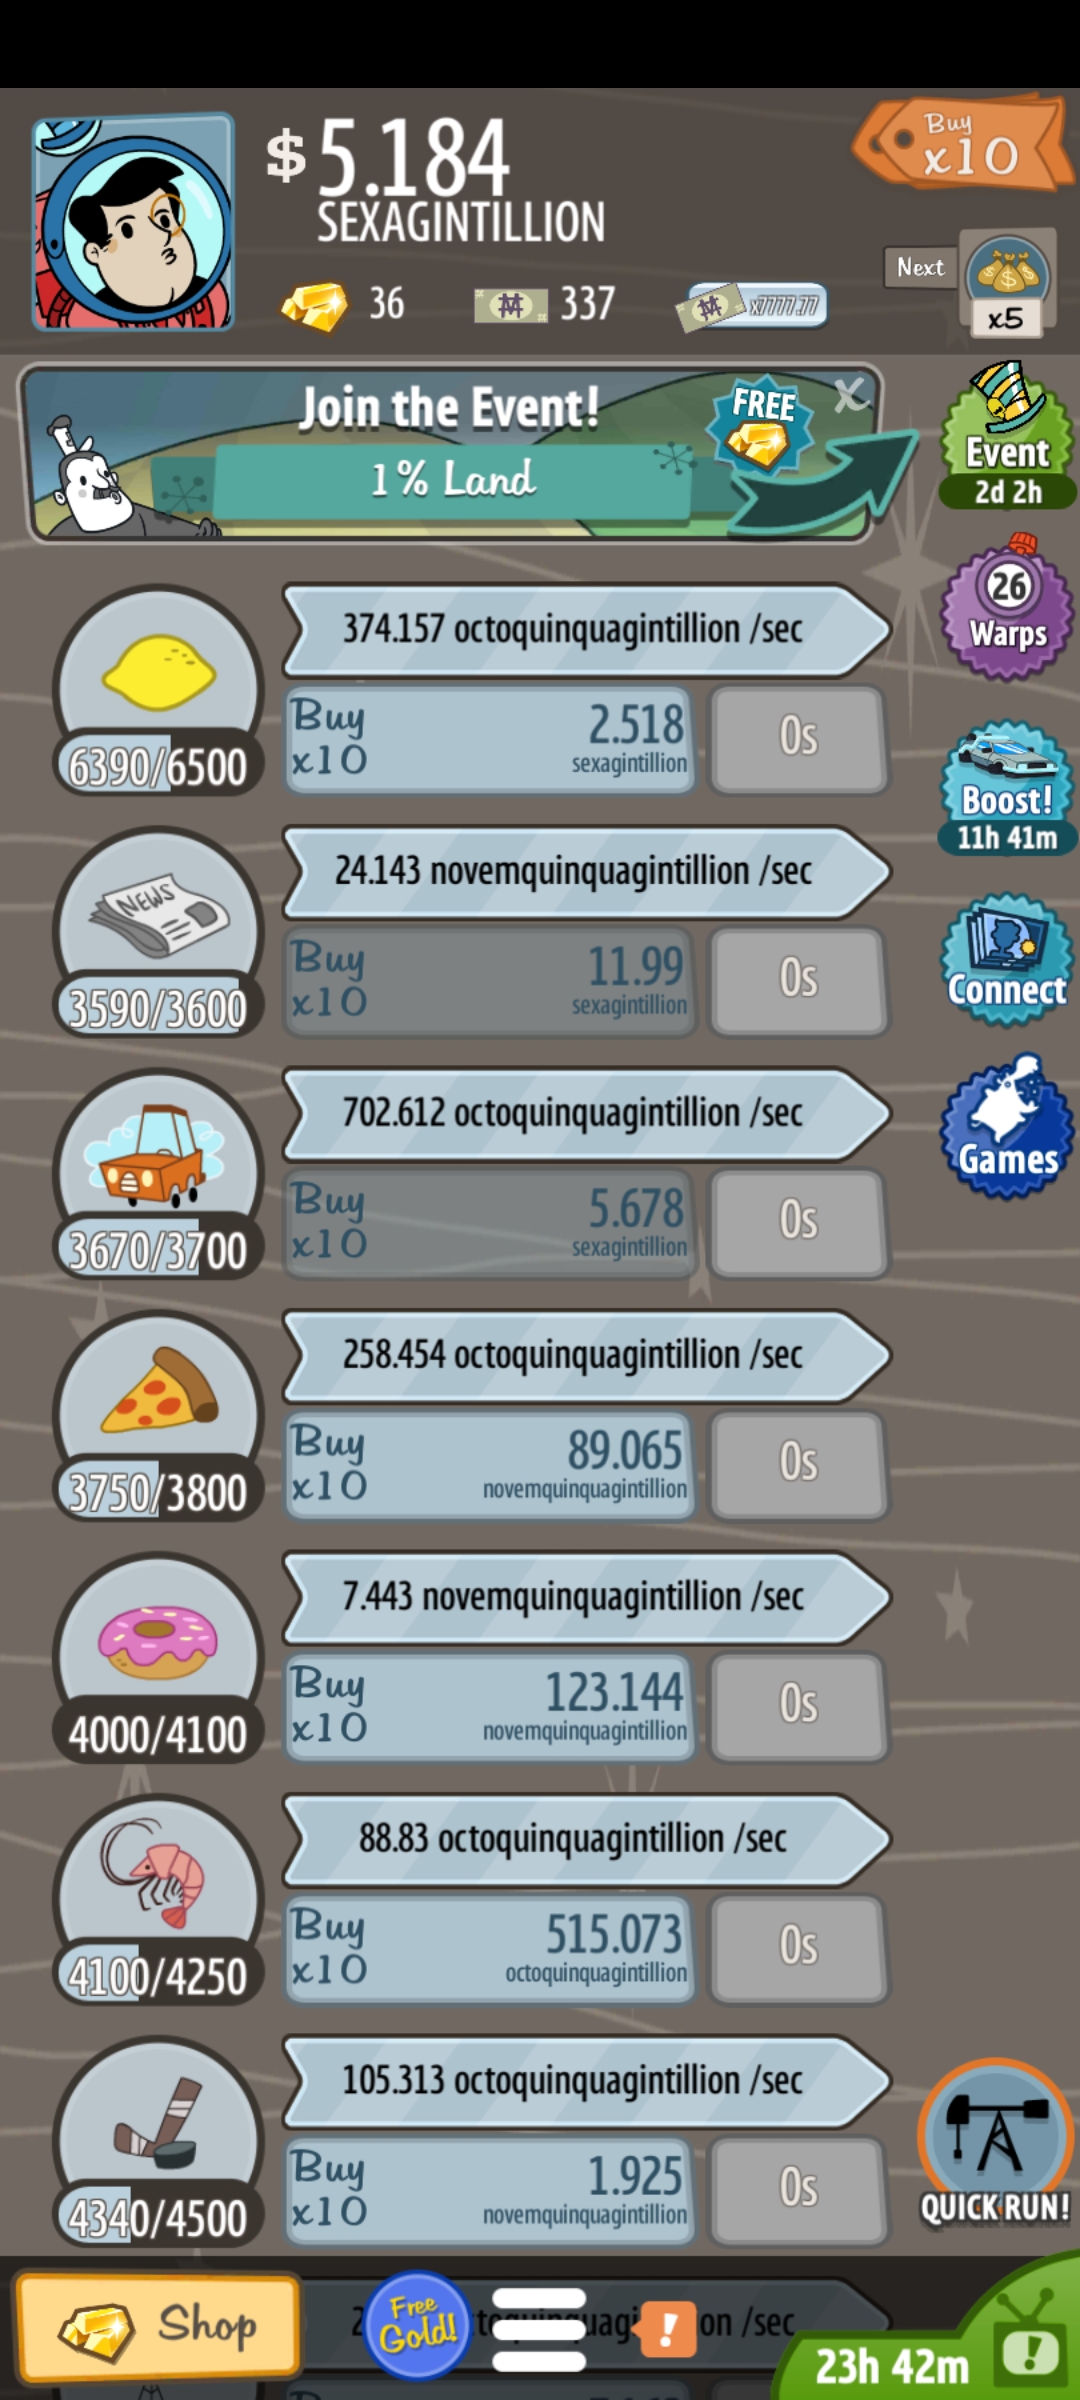 $ 5.184
SEXAGINTILLION
Buy
x10
36
337
x7777.77
Next
x5
Join the Event!
FREE
X
1% Land
Event
2d 2h
374.157 octoquinquagintillion /sec
26
Warps
6390/6500
Buy
x10
2.518
sexagintillion
0s
Boost!
11h 41m
24.143 novemquinquagintillion /sec
NEWS
3590/3600
Buy
x10
11.99
sexagintillion
0s
Connect
702.612 octoquinquagintillion /sec
3670/3700
Buy
x10
5.678
sexagintillion
0s
Games
258.454 octoquinquagintillion /sec
3750/3800
Buy
x10
89.065
novemquinquagintillion
0s
7.443 novemquinquagintillion /sec
4000/4100
Buy
x10
123.144
novemquinquagintillion
0s
88.83 octoquinquagintillion /sec
4100/4250
Buy
x10
515.073
octoquinquagintillion
0s
105.313 octoquinquagintillion /sec
4340/4500
Buy
x10
1.925
novemquinquagintillion
0s
QUICK RUN!
Shop
Free
Gold!
!
on /sec
23h 42m
!